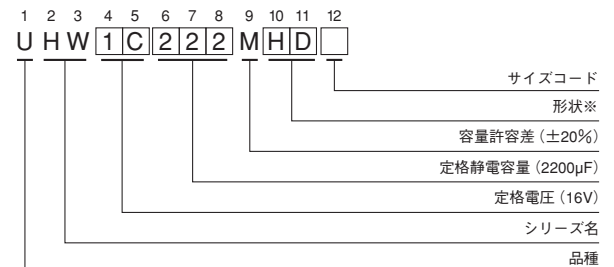 1 2 3 4 5 6 7 8 9 10 11 12
U H W 1 C 2 2 2 M H D
サイズコード
形状※
容量許容差（±20％）
定格静電容量（2200µF）
定格電圧（16V）
シリーズ名
品種